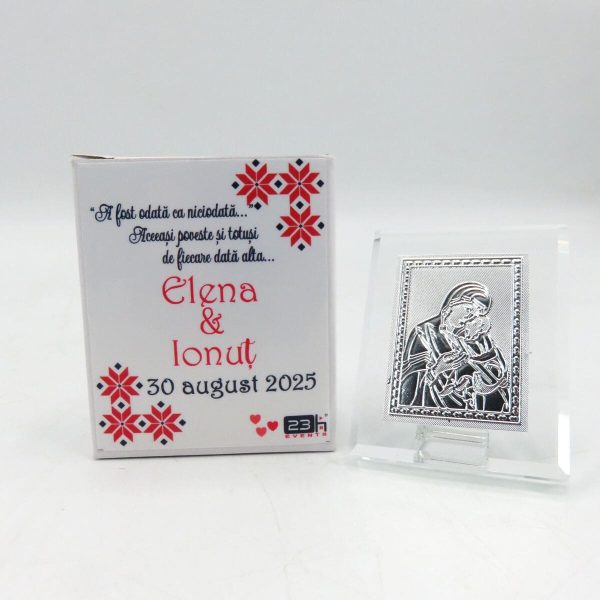 “A fost odată ca niciodată...”
Aceeași poveste și totuși
de fiecare dată alta...
Elena
&
Ionuț
30 august 2025
23h
EVENTS